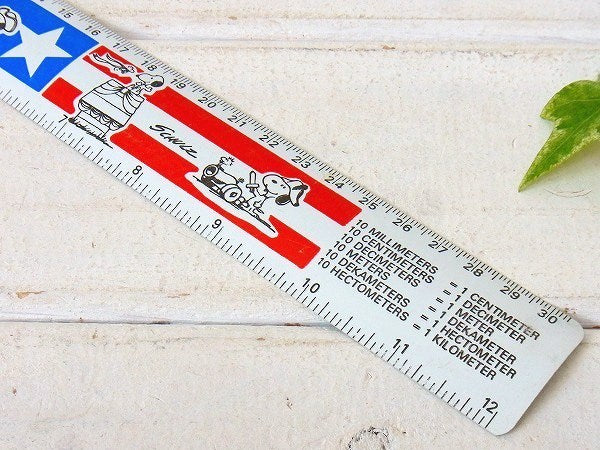 15 16 17 18 19 20 21 22 23 24 25 26 27 28 29 30
SCHULZ
10 MILLIMETERS = 1 CENTIMETER
10 CENTIMETERS = 1 DECIMETER
10 DECIMETERS = 1 METER
10 METERS = 1 DEKAMETER
10 DEKAMETERS = 1 HECTOMETER
10 HECTOMETERS = 1 KILOMETER
7 8 9 10 11 12